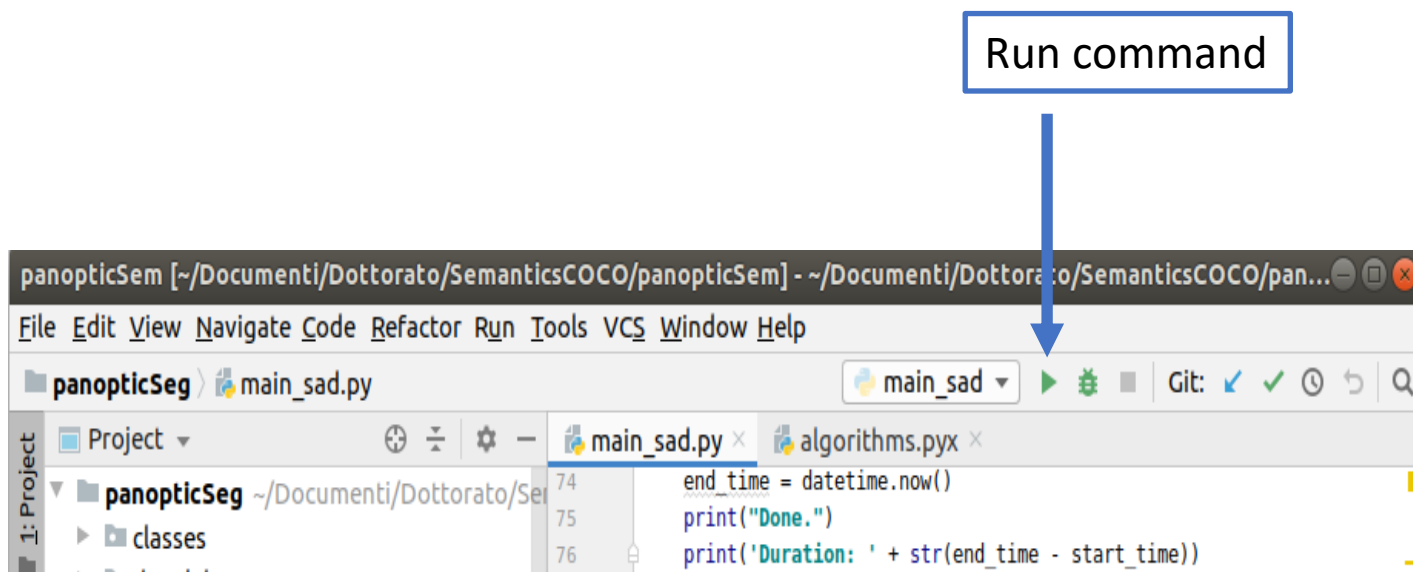 Run command
panopticSem [~/Documenti/Dottorato/SemanticsCOCO/panopticSem] - ~/Documenti/Dottorato/SemanticsCOCO/pan...
File Edit View Navigate Code Refactor Run Tools VCS Window Help
panopticSeg main_sad.py main_sad Git:
1: Project
Project main_sad.py algorithms.pyx
panopticSeg ~/Documenti/Dottorato/Se
74 end_time = datetime.now()
75 print("Done.")
classes
76 print('Duration: ' + str(end_time - start_time))